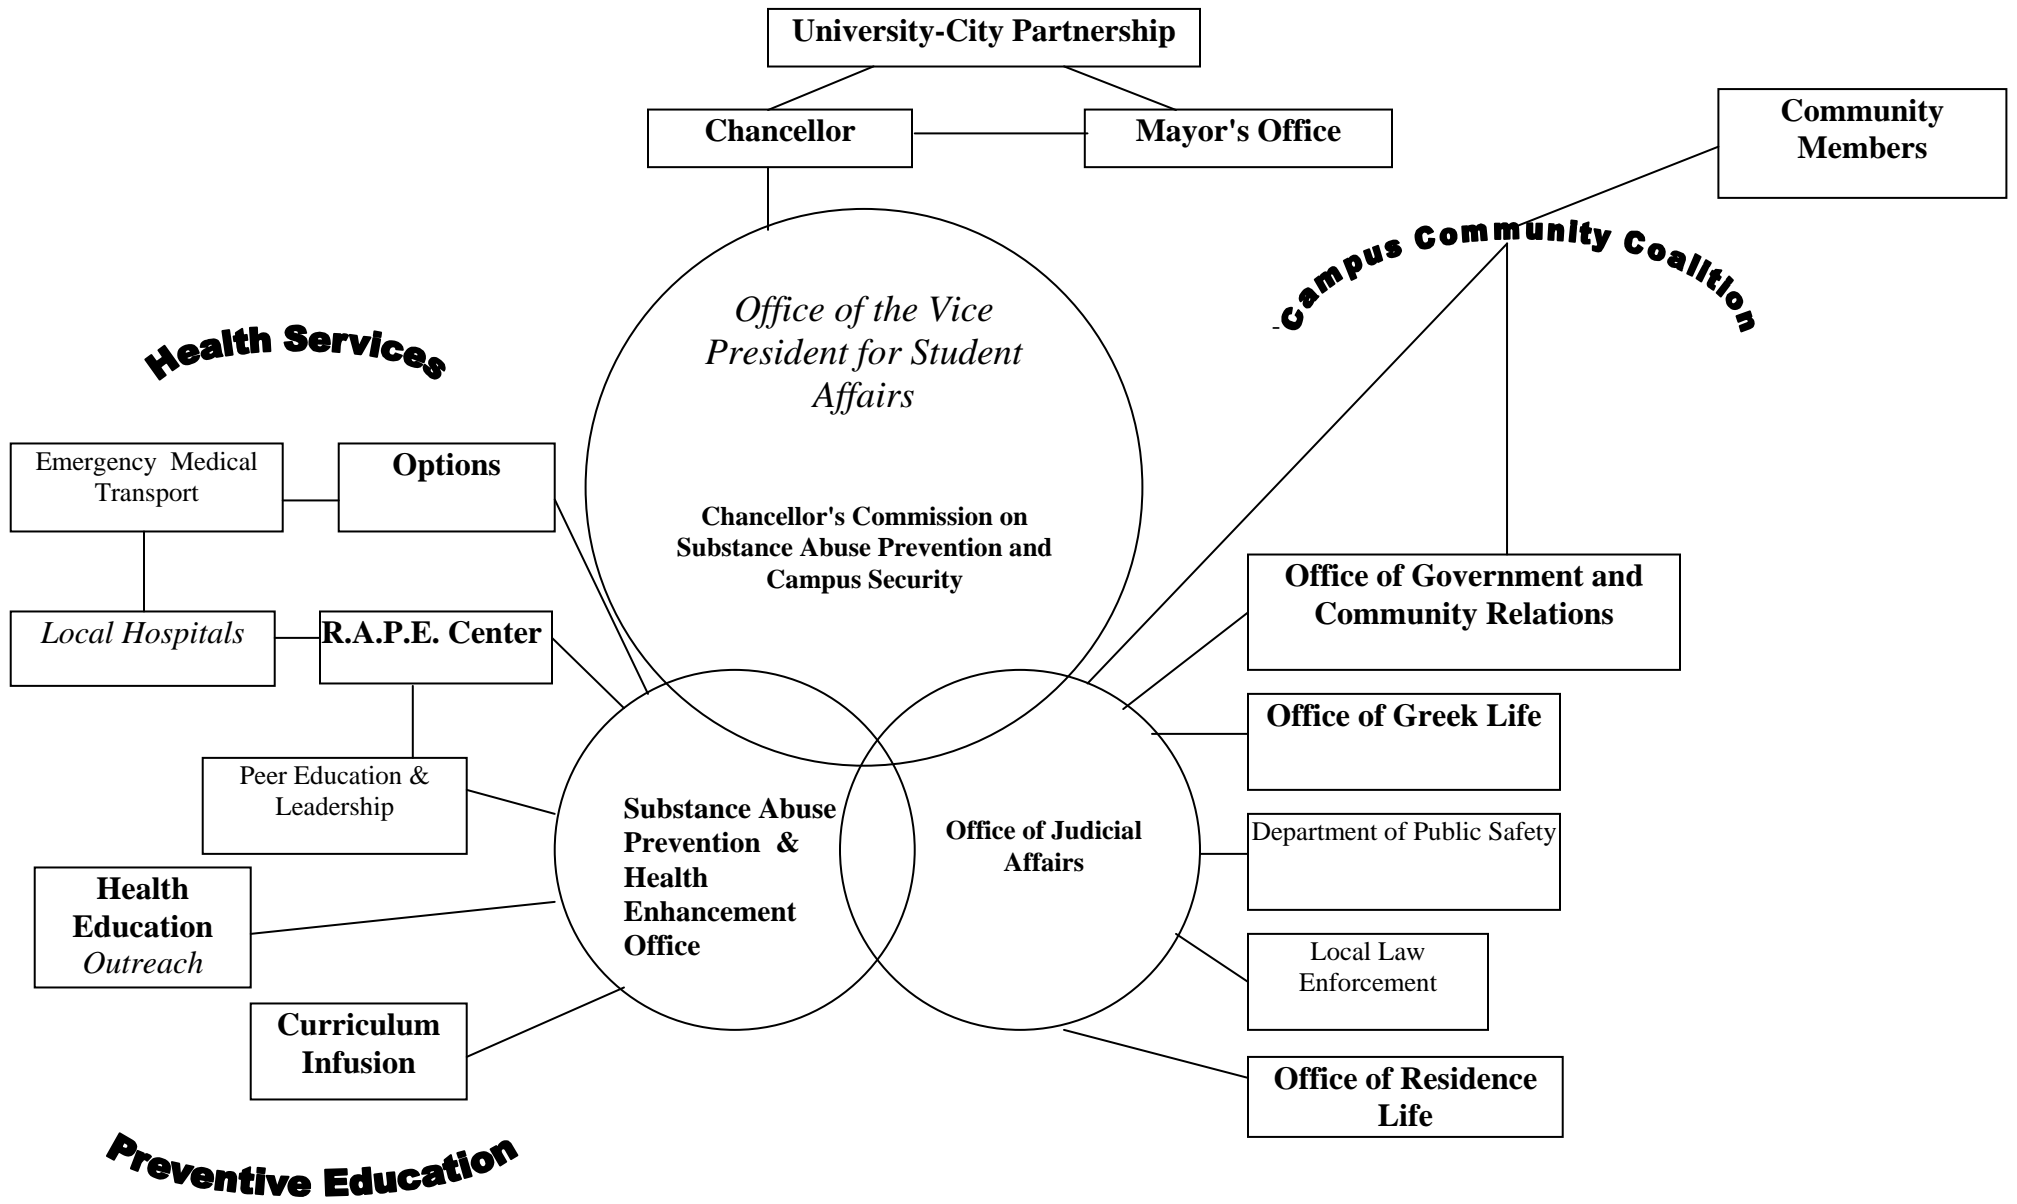 University-City Partnership
Chancellor
Mayor's Office
Community
Members
Campus Community Coalition
-
Office of the Vice
President for Student
Affairs
Health Services
Emergency  Medical
Transport
Options
Chancellor's Commission on
Substance Abuse Prevention and
Campus Security
Office of Government and
Community Relations
Local Hospitals
R.A.P.E. Center
Office of Greek Life
Peer Education &
Leadership
Substance Abuse
Prevention  &
Health
Enhancement
Office
Office of Judicial
Affairs
Department of Public Safety
Health
Education
Outreach
Local Law
Enforcement
Curriculum
Infusion
Office of Residence
Life
Preventive Education